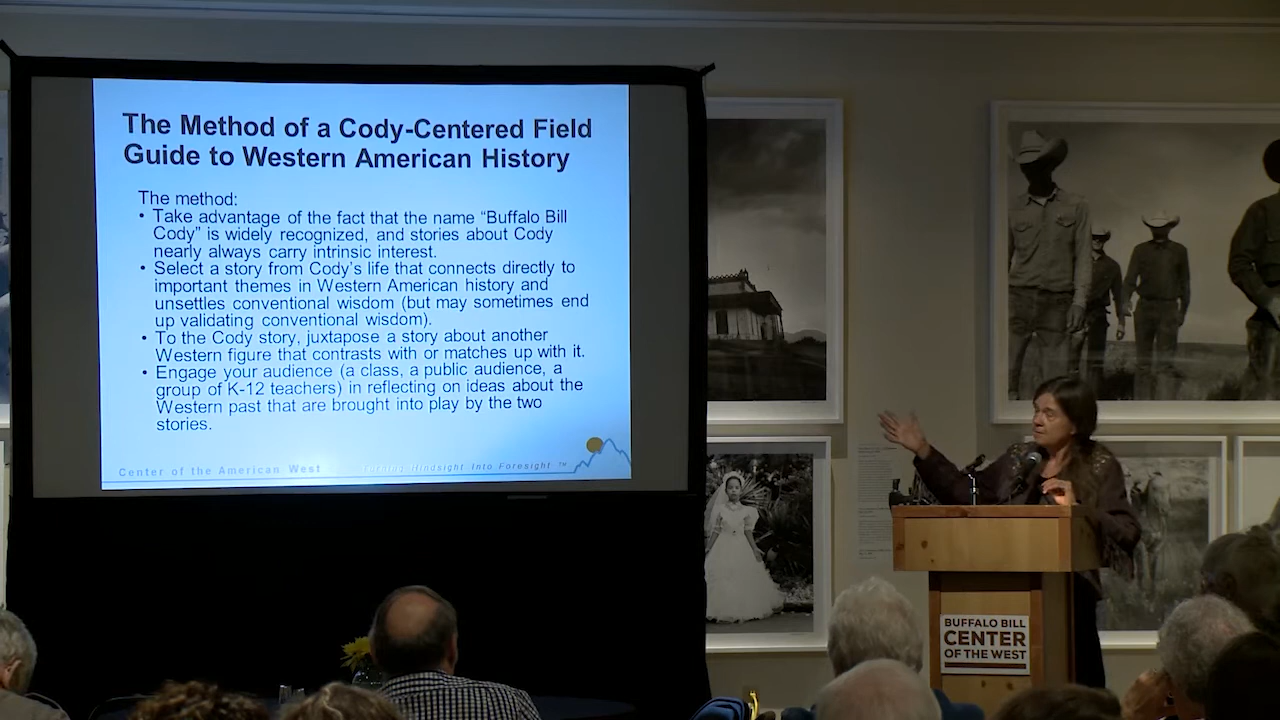 The Method of a Cody-Centered Field
Guide to Western American History
The method:
• Take advantage of the fact that the name “Buffalo Bill
Cody” is widely recognized, and stories about Cody
nearly always carry intrinsic interest.
• Select a story from Cody’s life that connects directly to
important themes in Western American history and
unsettles conventional wisdom (but may sometimes end
up validating conventional wisdom).
• To the Cody story, juxtapose a story about another
Western figure that contrasts with or matches up with it.
• Engage your audience (a class, a public audience, a
group of K-12 teachers) in reflecting on ideas about the
Western past that are brought into play by the two
stories.
Center of the American West
Turning Hindsight Into Foresight ™
BUFFALO BILL
CENTER
OF THE WEST